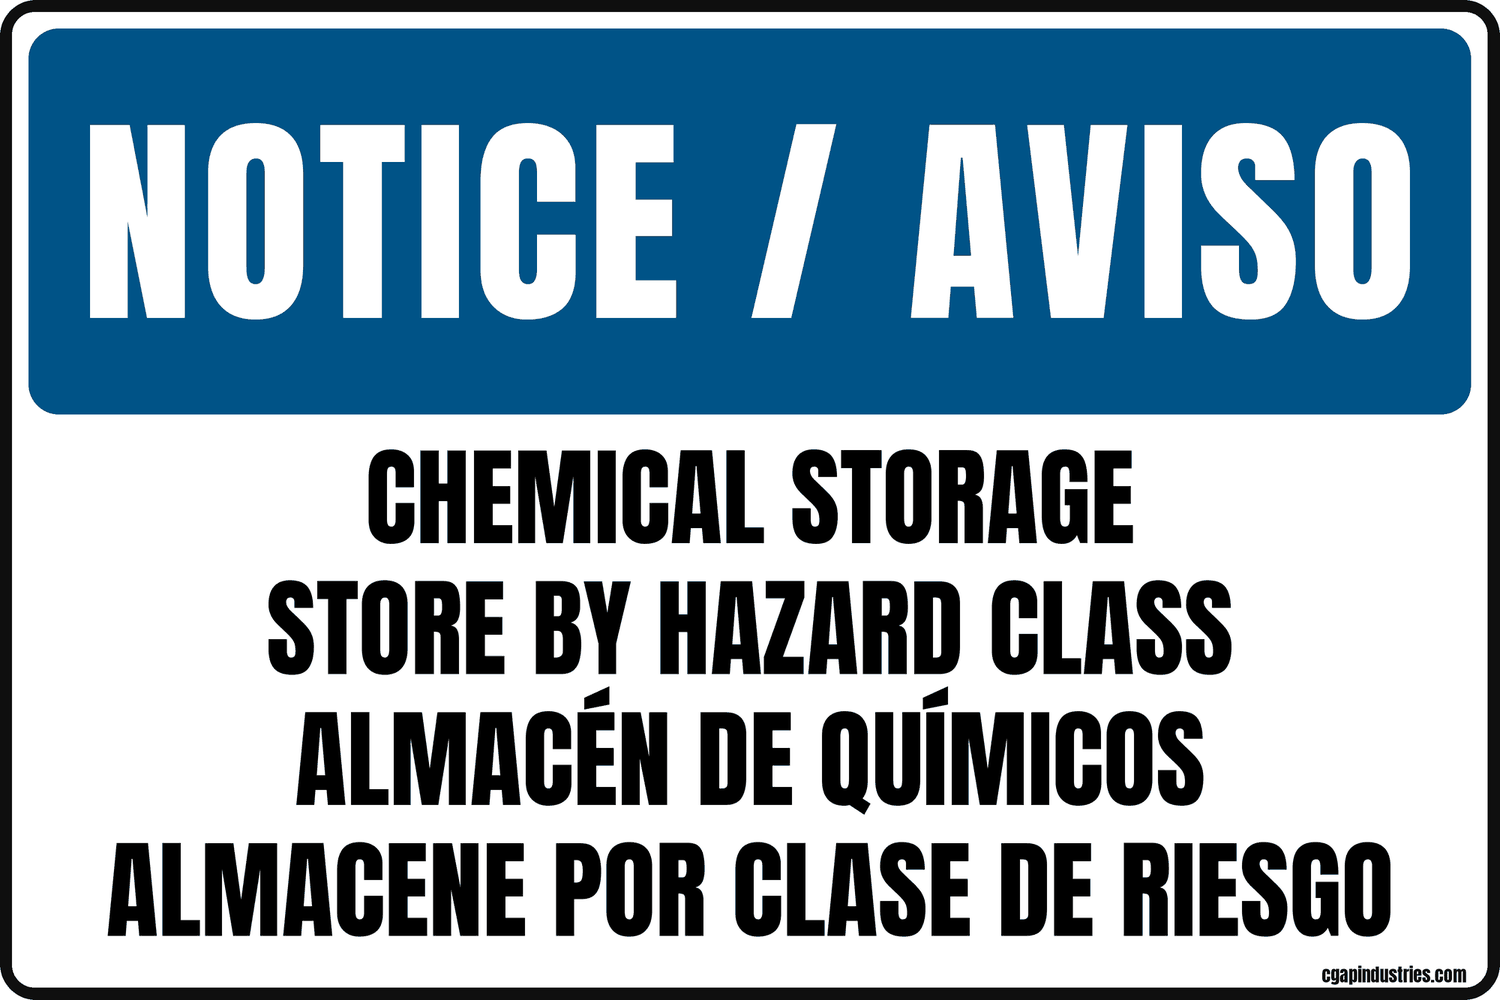 NOTICE / AVISO
CHEMICAL STORAGE
STORE BY HAZARD CLASS
ALMACÉN DE QUÍMICOS
ALMACENE POR CLASE DE RIESGO
cgapindustries.com